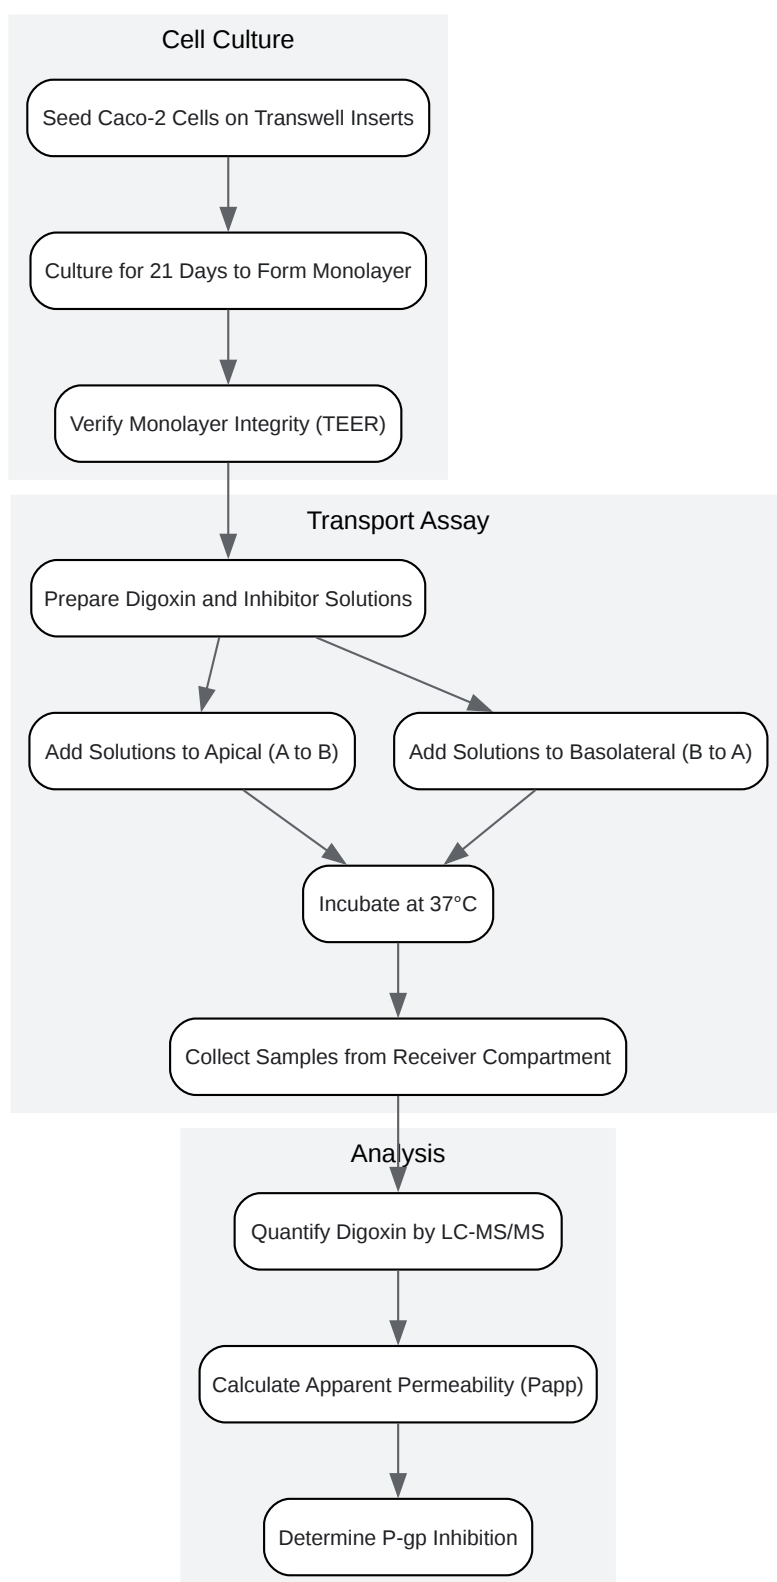 Cell Culture
Seed Caco-2 Cells on Transwell Inserts
Culture for 21 Days to Form Monolayer
Verify Monolayer Integrity (TEER)
Transport Assay
Prepare Digoxin and Inhibitor Solutions
Add Solutions to Apical (A to B)
Add Solutions to Basolateral (B to A)
Incubate at 37°C
Collect Samples from Receiver Compartment
Analysis
Quantify Digoxin by LC-MS/MS
Calculate Apparent Permeability (Papp)
Determine P-gp Inhibition